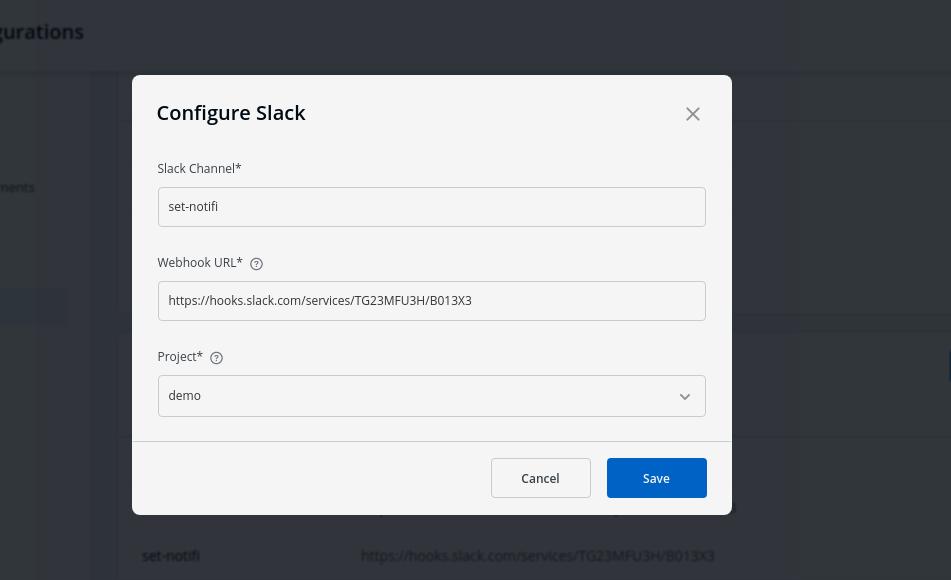 gurations
Configure Slack
Slack Channel*
set-notifi
Webhook URL* ?
https://hooks.slack.com/services/TG23MFU3H/B013X3
ments
Project* ?
demo
Cancel
Save
set-notifi
https://hooks.slack.com/services/TG23MFU3H/B013X3